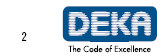 2
DEKA
The Code of Excellence